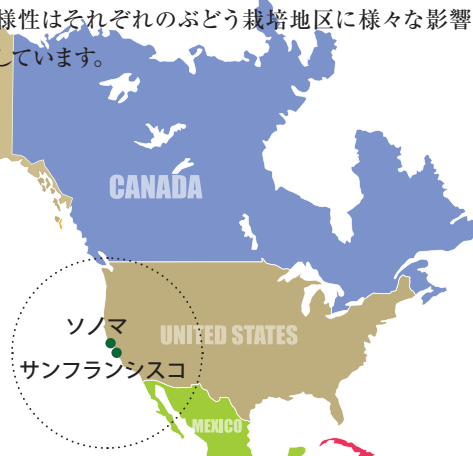 様性はそれぞれのぶどう栽培地区に様々な影響
しています。
CANADA
ソノマ
UNITED STATES
サンフランシスコ
MEXICO